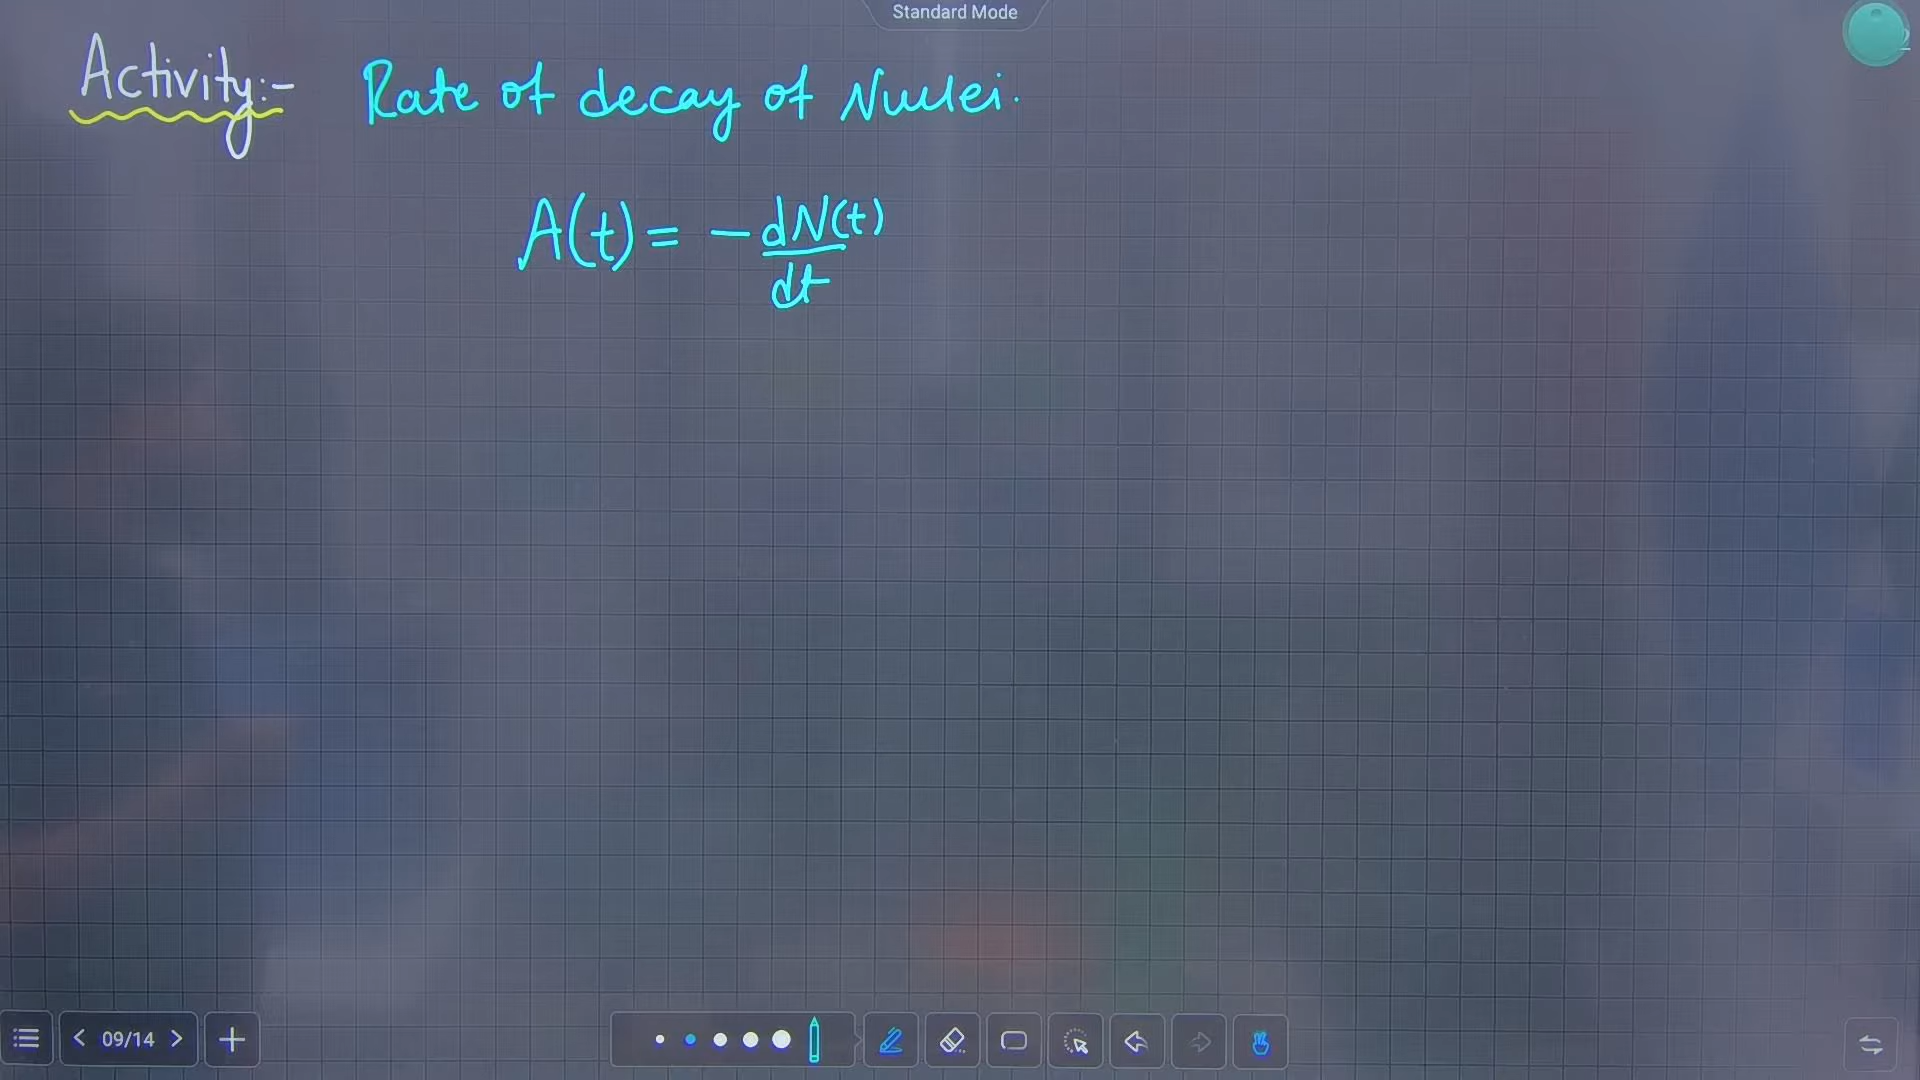 Standard Mode
Activity:- Rate of decay of Nuclei.
A(t) = - dN(t)/dt
09/14